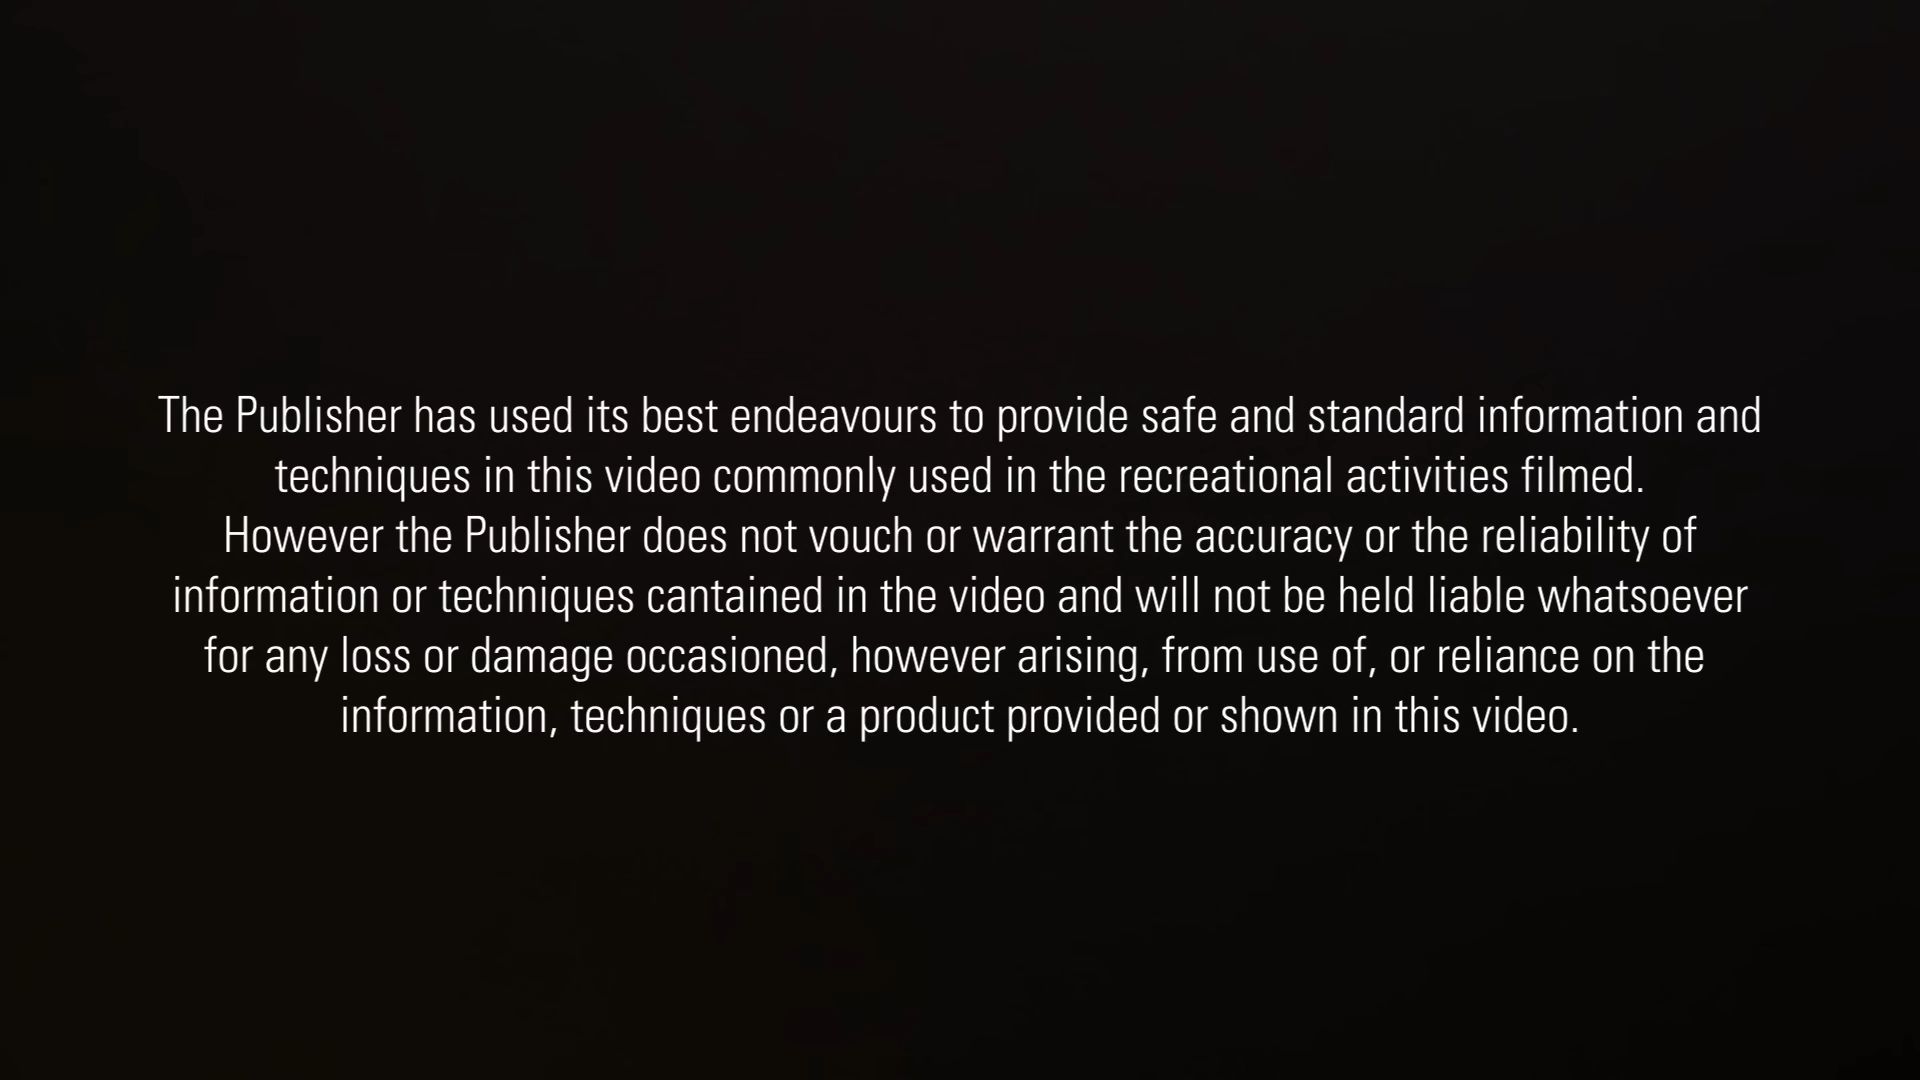 The Publisher has used its best endeavours to provide safe and standard information and
techniques in this video commonly used in the recreational activities filmed.
However the Publisher does not vouch or warrant the accuracy or the reliability of
information or techniques cantained in the video and will not be held liable whatsoever
for any loss or damage occasioned, however arising, from use of, or reliance on the
information, techniques or a product provided or shown in this video.